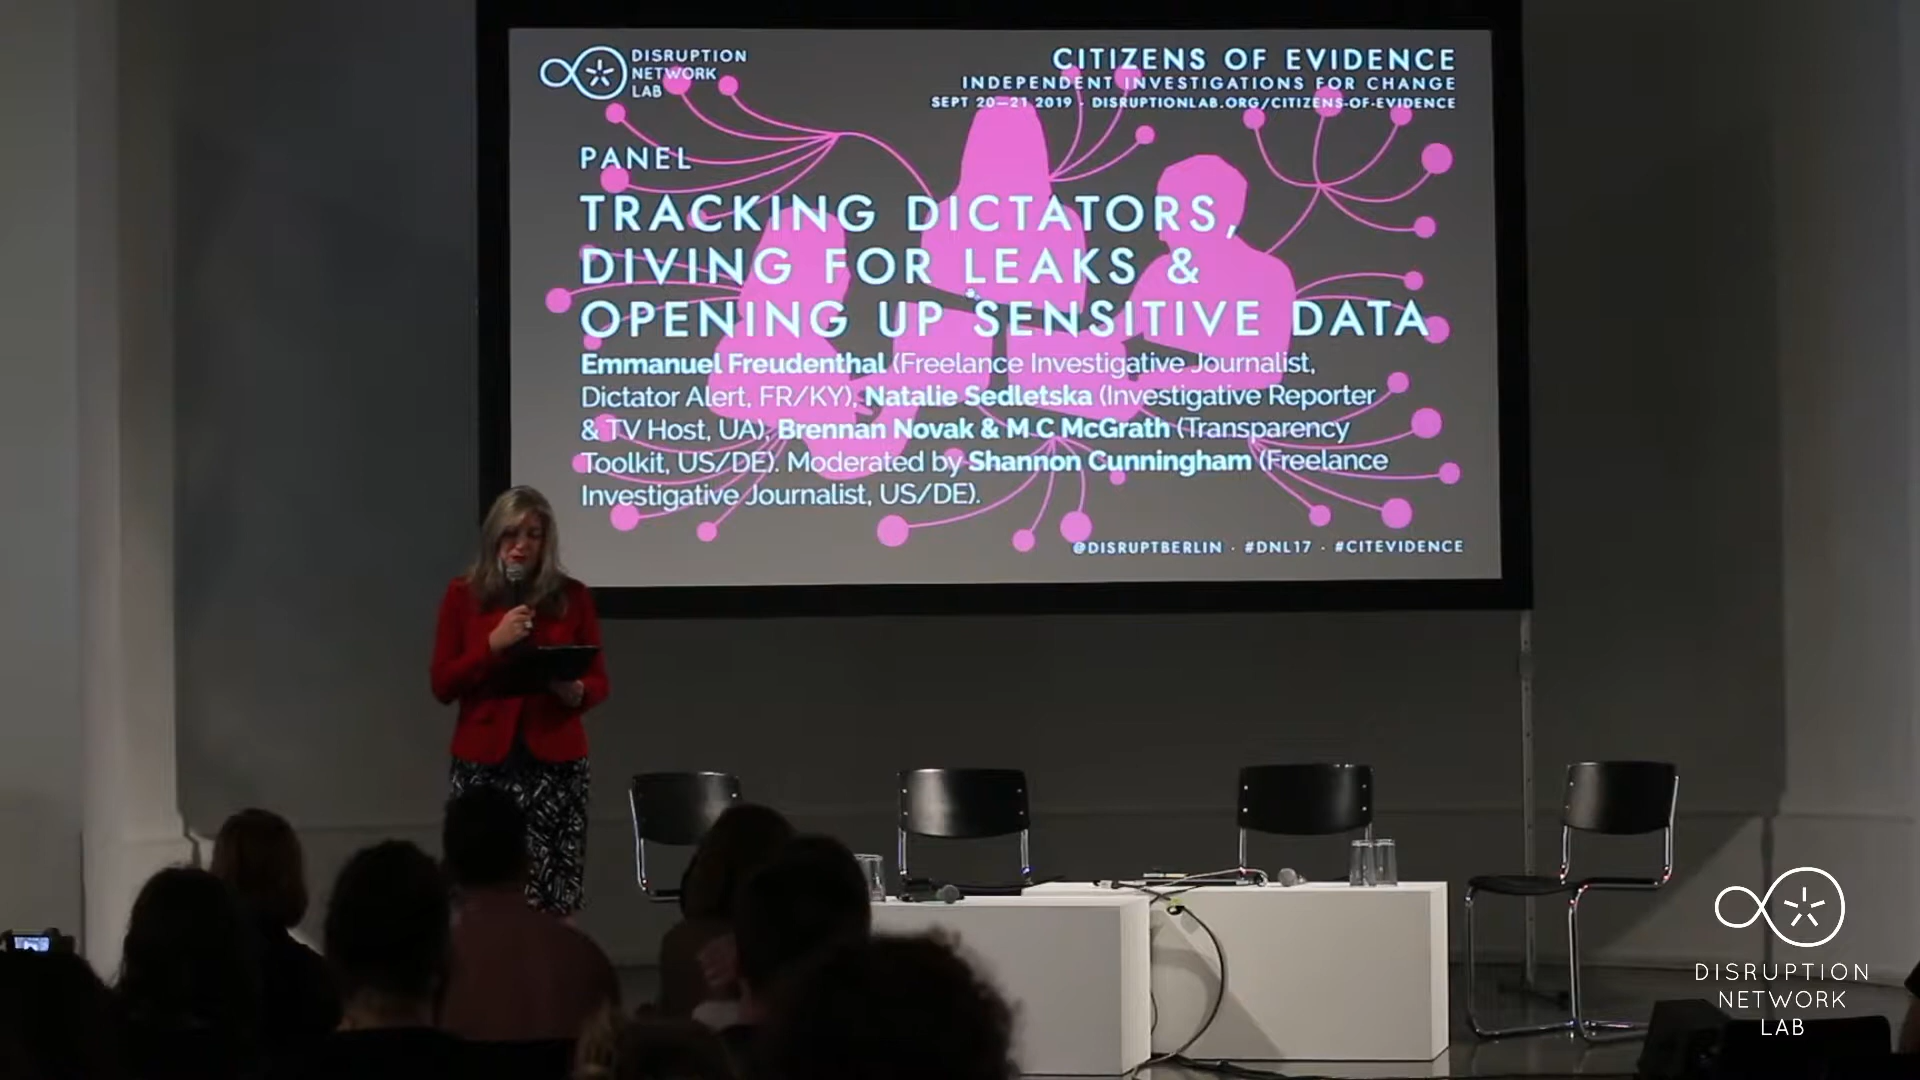 DISRUPTION
NETWORK
LAB
CITIZENS OF EVIDENCE
INDEPENDENT INVESTIGATIONS FOR CHANGE
SEPT 20—21 2019 · DISRUPTIONLAB.ORG/CITIZENS-OF-EVIDENCE
PANEL
TRACKING DICTATORS,
DIVING FOR LEAKS &
OPENING UP SENSITIVE DATA
Emmanuel Freudenthal (Freelance Investigative Journalist,
Dictator Alert, FR/KY), Natalie Sedletska (Investigative Reporter
& TV Host, UA), Brennan Novak & M C McGrath (Transparency
Toolkit, US/DE). Moderated by Shannon Cunningham (Freelance
Investigative Journalist, US/DE).
@DISRUPTBERLIN · #DNL17 · #CITEVIDENCE
DISRUPTION
NETWORK
LAB